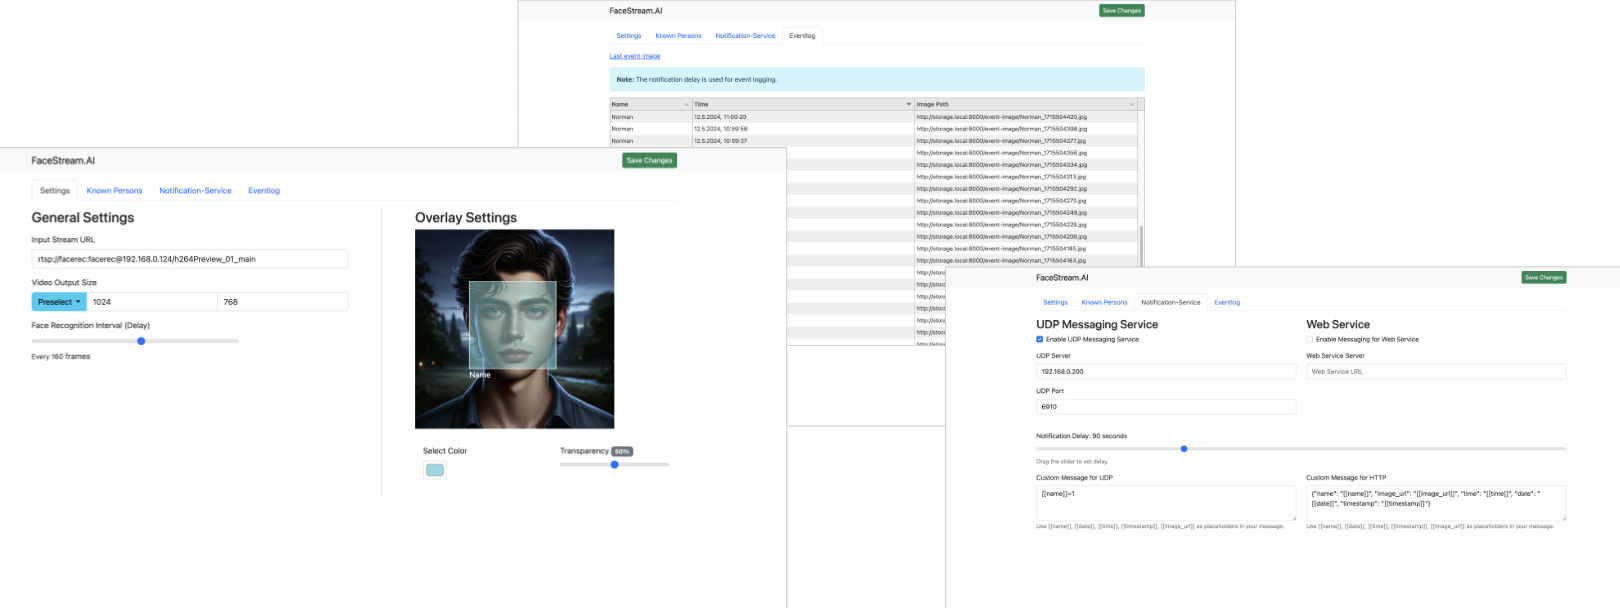 FaceStream.AI
Save Changes
Settings
Known Persons
Notification-Service
Eventlog
Last event image
Note: The notification delay is used for event logging.
Name
Time
Image Path
Norman
12.5.2024, 11:00:20
http://storage.local:8000/event-image/Norman_1715504420.jpg
Norman
12.5.2024, 10:59:58
http://storage.local:8000/event-image/Norman_1715504398.jpg
Norman
12.5.2024, 10:59:37
http://storage.local:8000/event-image/Norman_1715504377.jpg
http://storage.local:8000/event-image/Norman_1715504356.jpg
http://storage.local:8000/event-image/Norman_1715504334.jpg
http://storage.local:8000/event-image/Norman_1715504313.jpg
http://storage.local:8000/event-image/Norman_1715504292.jpg
http://storage.local:8000/event-image/Norman_1715504270.jpg
http://storage.local:8000/event-image/Norman_1715504249.jpg
http://storage.local:8000/event-image/Norman_1715504228.jpg
http://storage.local:8000/event-image/Norman_1715504206.jpg
http://storage.local:8000/event-image/Norman_1715504185.jpg
http://storage.local:8000/event-image/Norman_1715504163.jpg
http://stora
http://stora
http://stora
http://stora
http://stora
http://stora
FaceStream.AI
Save Changes
Settings
Known Persons
Notification-Service
Eventlog
General Settings
Input Stream URL
rtsp://facerec:facerec@192.168.0.124/h264Preview_01_main
Video Output Size
Preselect
1024
768
Face Recognition Interval (Delay)
Every 160 frames
Overlay Settings
Name
Select Color
Transparency 50%
FaceStream.AI
Save Changes
Settings
Known Persons
Notification-Service
Eventlog
UDP Messaging Service
Enable UDP Messaging Service
UDP Server
192.168.0.200
UDP Port
6910
Web Service
Enable Messaging for Web Service
Web Service Server
Web Service URL
Notification Delay: 90 seconds
Drag the slider to set delay.
Custom Message for UDP
[[name]]=1
Use [[name]], [[date]], [[time]], [[timestamp]], [[image_url]] as placeholders in your message.
Custom Message for HTTP
{"name": "[[name]]", "image_url": "[[image_url]]", "time": "[[time]]", "date": "
[[date]]", "timestamp": "[[timestamp]]"}
Use [[name]], [[date]], [[time]], [[timestamp]], [[image_url]] as placeholders in your message.